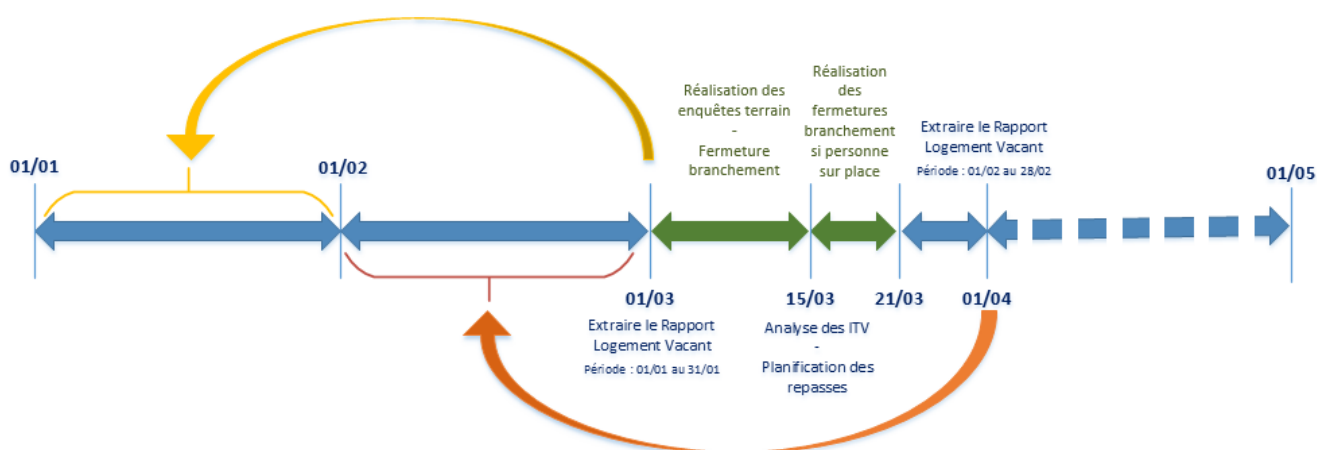 Réalisation des
enquêtes terrain
-
Fermeture
branchement
Réalisation
des
fermetures
branchement
si personne
sur place
Extraire le Rapport
Logement Vacant
Période : 01/02 au 28/02
01/01
01/02
01/05
01/03
Extraire le Rapport
Logement Vacant
Période : 01/01 au 31/01
15/03
Analyse des ITV
-
Planification des
repasses
21/03
01/04